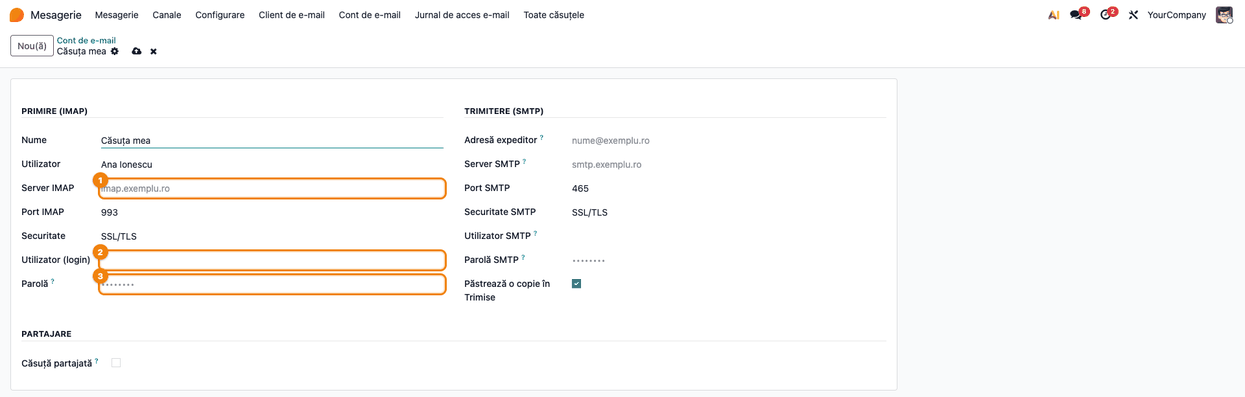 Mesagerie Mesagerie Canale Configurare Client de e-mail Cont de e-mail Jurnal de acces e-mail Toate căsuțele AI 6 2 YourCompany
Nou(ă) Cont de e-mail
Căsuța mea
PRIMIRE (IMAP)
Nume Căsuța mea
Utilizator Ana Ionescu
Server IMAP 1 imap.exemplu.ro
Port IMAP 993
Securitate SSL/TLS
Utilizator (login) 2
Parolă ? 3 ••••••••
TRIMITERE (SMTP)
Adresă expeditor ? nume@exemplu.ro
Server SMTP ? smtp.exemplu.ro
Port SMTP 465
Securitate SMTP SSL/TLS
Utilizator SMTP ?
Parolă SMTP ? ••••••••
Păstrează o copie în
Trimise
PARTAJARE
Căsuță partajată ?